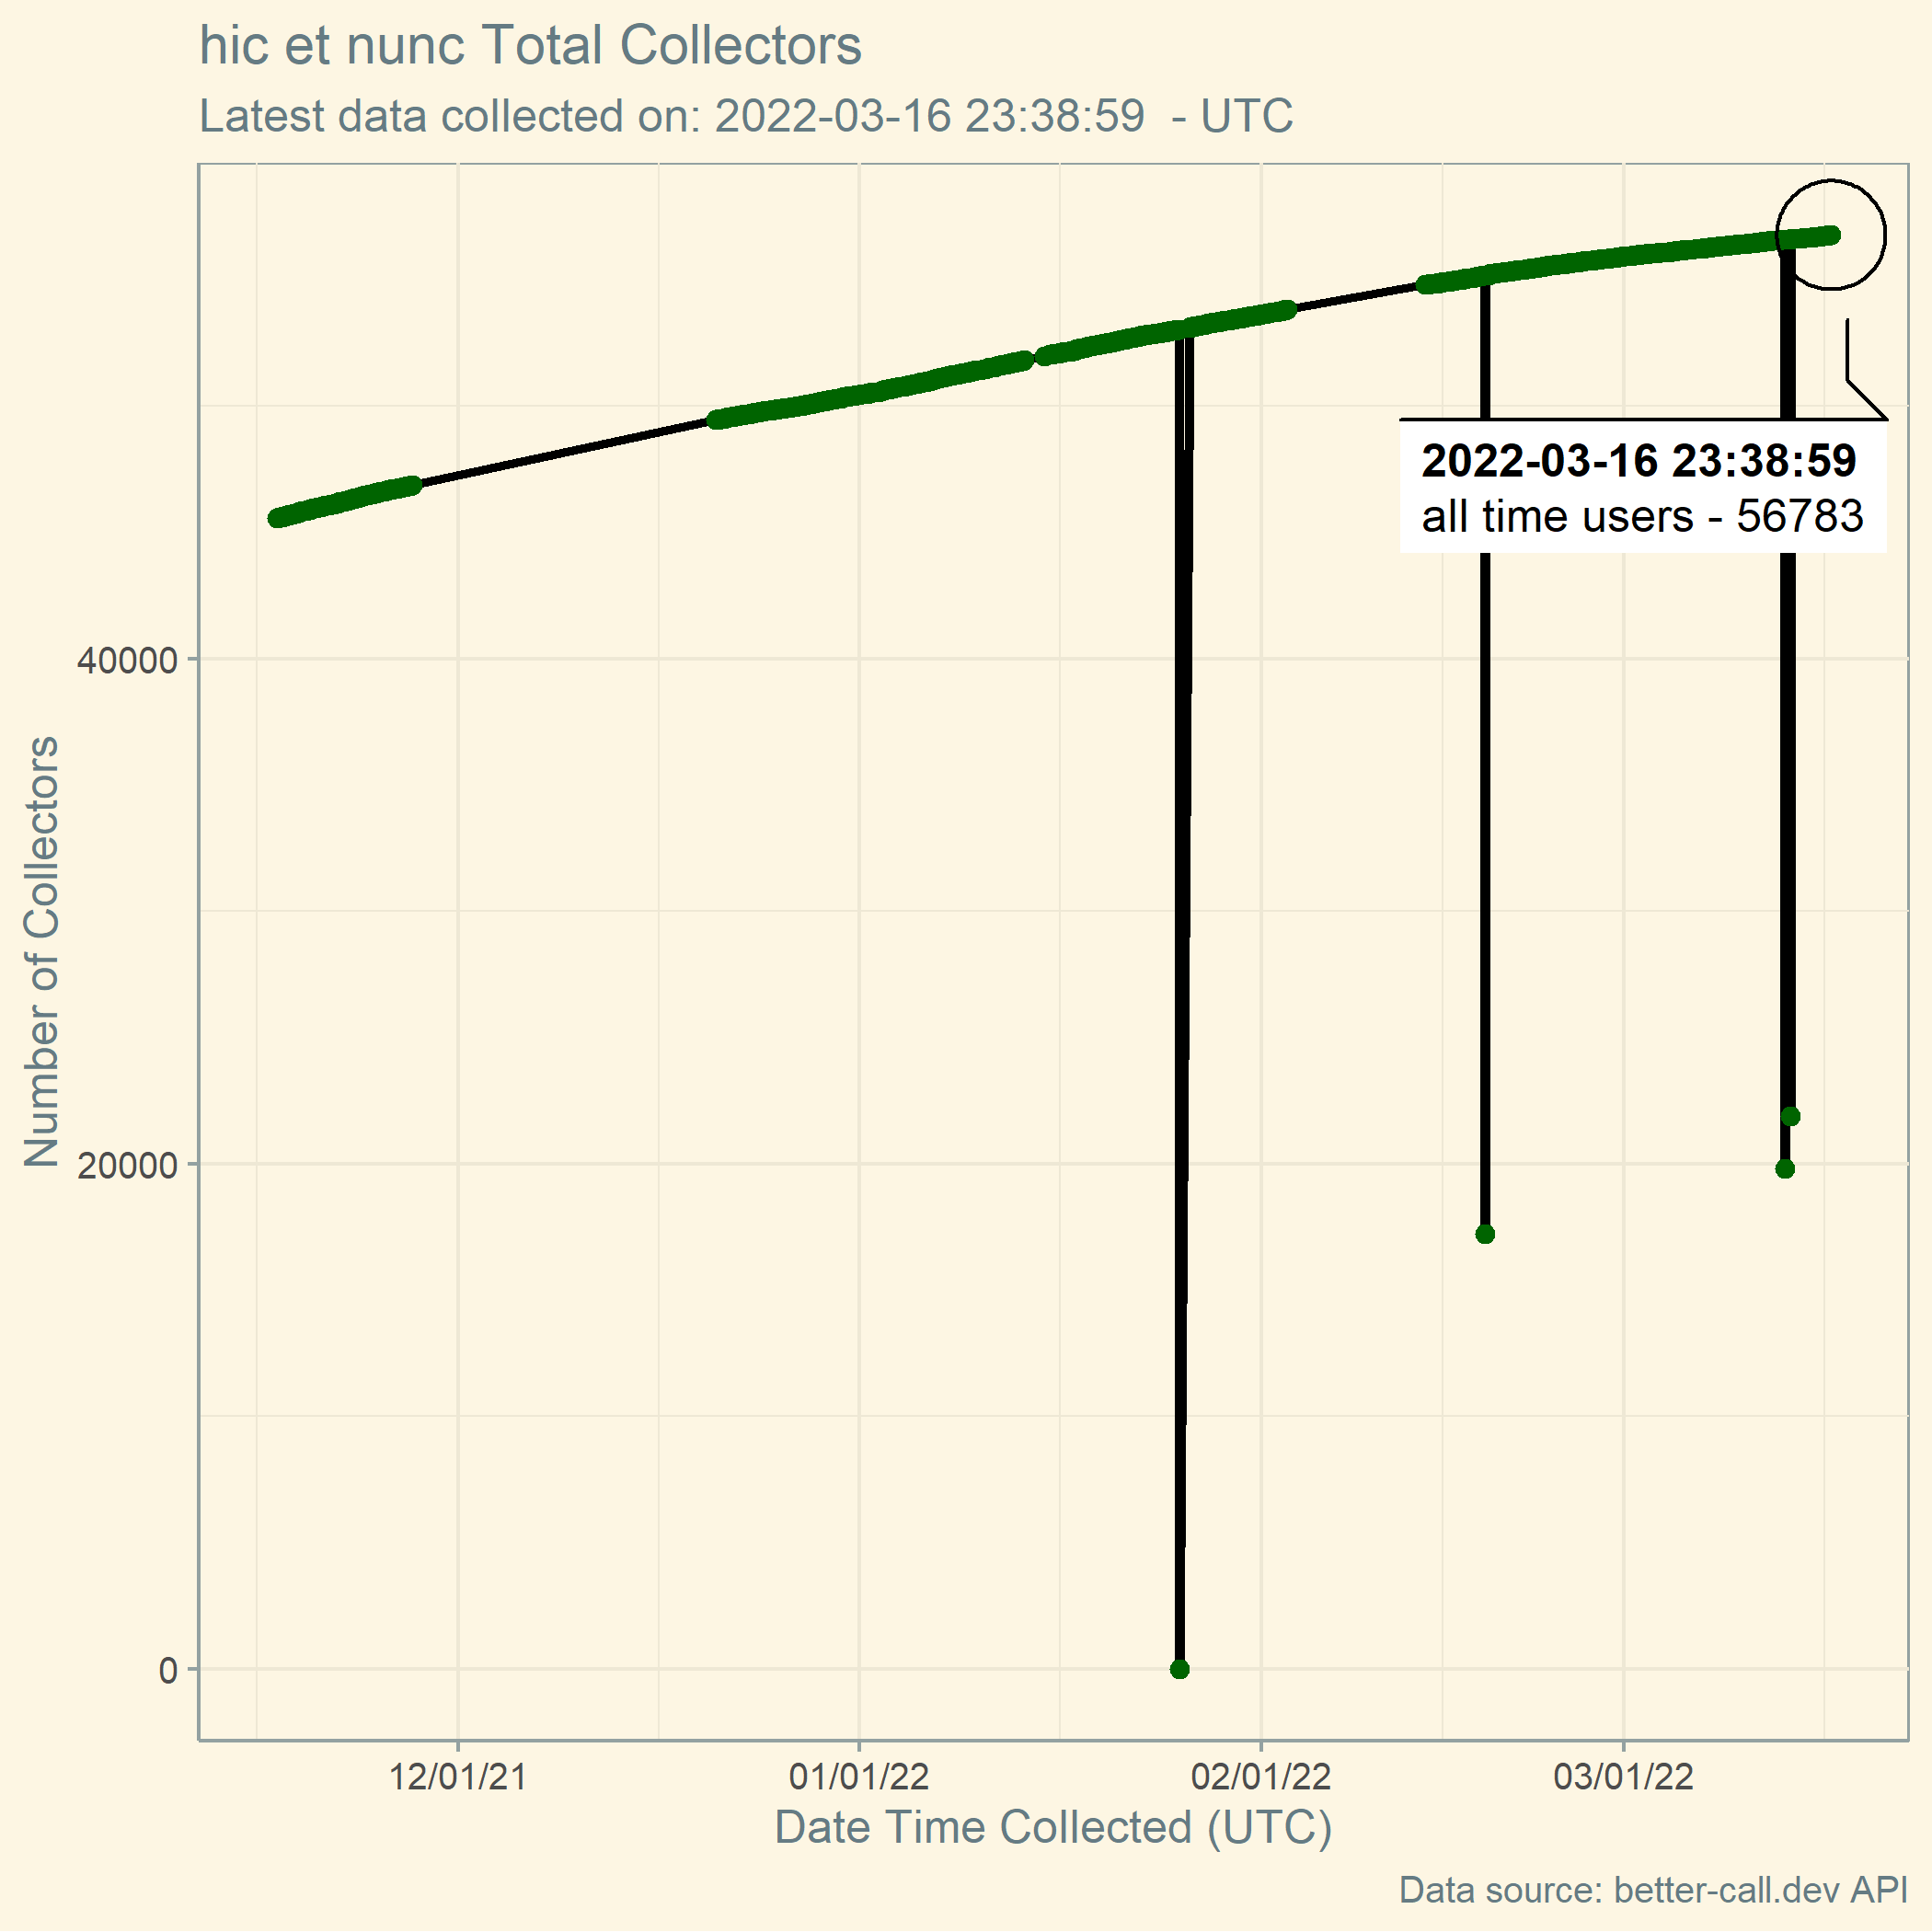 hic et nunc Total Collectors
Latest data collected on: 2022-03-16 23:38:59  - UTC
2022-03-16 23:38:59
all time users - 56783
Number of Collectors
40000
20000
0
12/01/21
01/01/22
02/01/22
03/01/22
Date Time Collected (UTC)
Data source: better-call.dev API